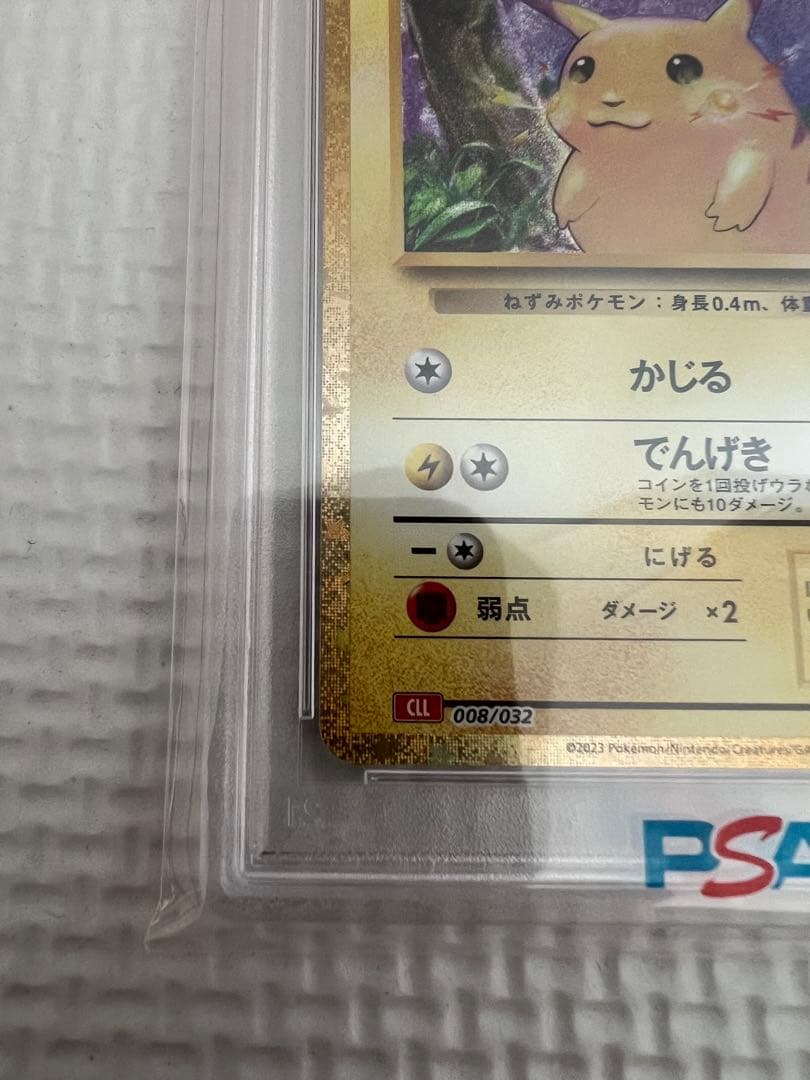 ねずみポケモン：身長0.4m、体重
かじる
でんげき
コインを1回投げウラ
モンにも10ダメージ。
にげる
弱点 ダメージ ×2
CLL 008/032
©2023 Pokémon/Nintendo/Creatures/GA
PSA